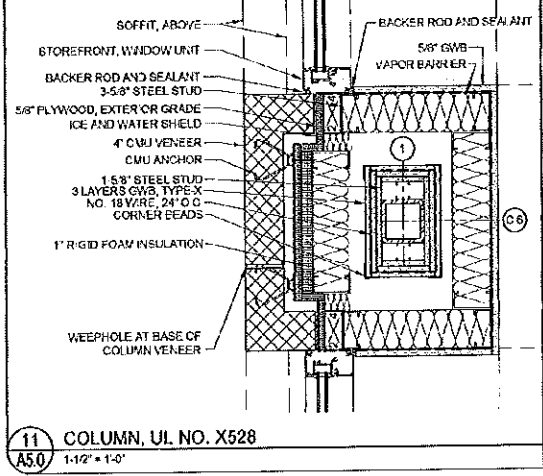 SOFFIT, ABOVE
STOREFRONT, WINDOW UNIT
BACKER ROD AND SEALANT
3-5/8" STEEL STUD
5/8" PLYWOOD, EXTERIOR GRADE
ICE AND WATER SHIELD
4" CMU VENEER
CMU ANCHOR
1-5/8" STEEL STUD
3 LAYERS GWB, TYPE-X
NO. 18 WIRE, 24" O.C.
CORNER BEADS
1" RIGID FOAM INSULATION
WEEPHOLE AT BASE OF
COLUMN VENEER
BACKER ROD AND SEALANT
5/8" GWB
VAPOR BARRIER
1
C6
11
A5.0
COLUMN, UL NO. X528
1-1/2" = 1'-0"